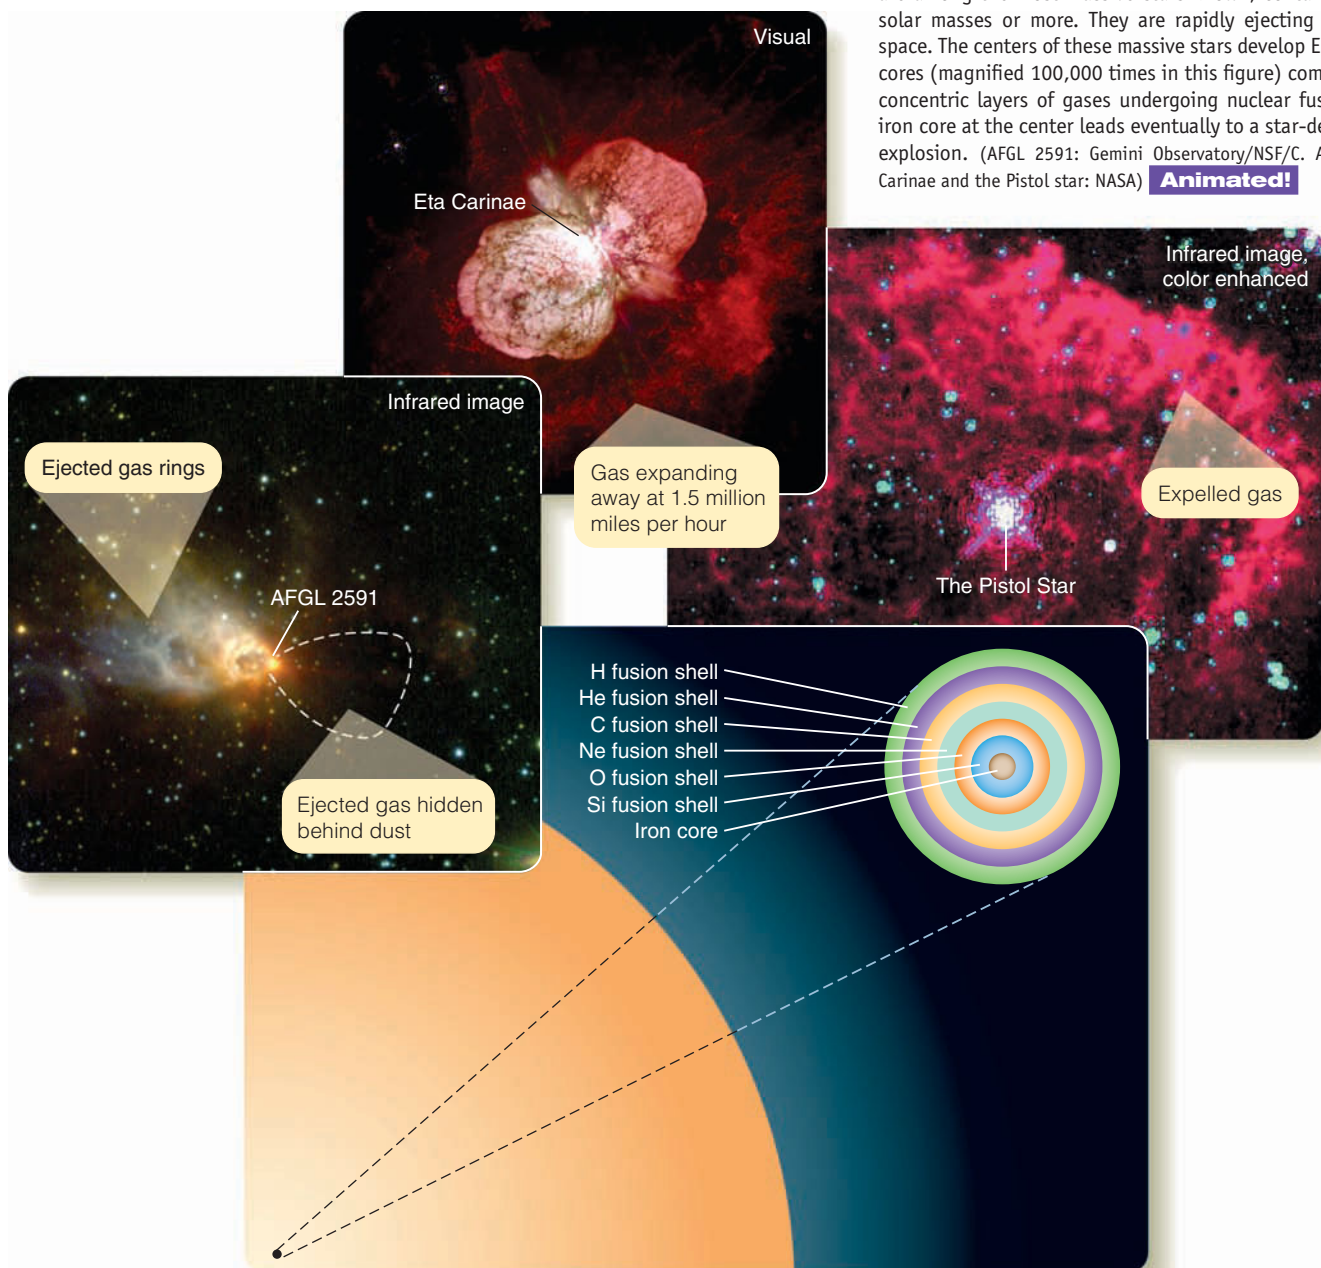 solar masses or more. They are rapidly ejecting
space. The centers of these massive stars develop
cores (magnified 100,000 times in this figure)
concentric layers of gases undergoing nuclear
iron core at the center leads eventually to a
explosion. (AFGL 2591: Gemini Observatory/NSF/C.
Carinae and the Pistol star: NASA) Animated!
Visual
Eta Carinae
Gas expanding
away at 1.5 million
miles per hour
Infrared image,
color enhanced
Expelled gas
The Pistol Star
Infrared image
Ejected gas rings
AFGL 2591
Ejected gas hidden
behind dust
H fusion shell
He fusion shell
C fusion shell
Ne fusion shell
O fusion shell
Si fusion shell
Iron core